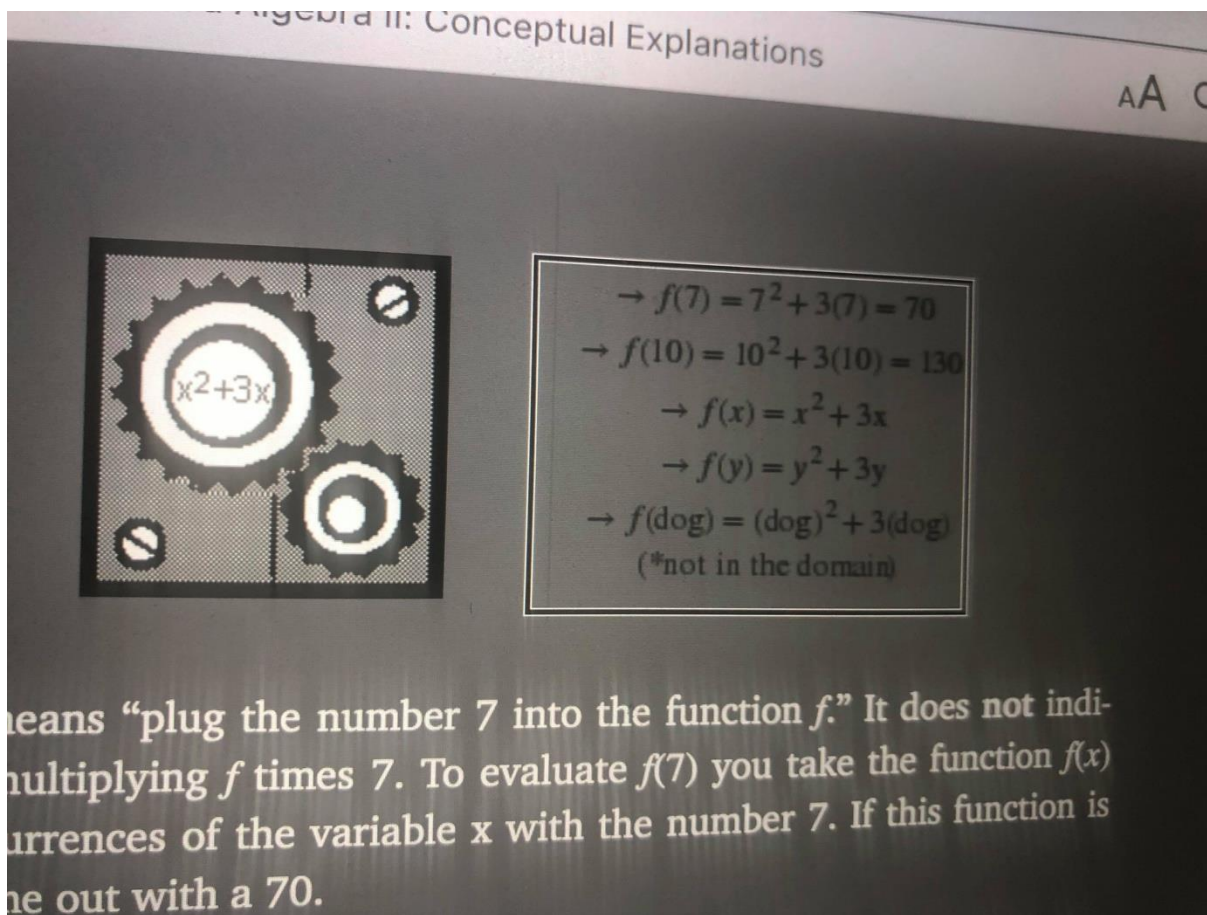 Algebra II: Conceptual Explanations
AA
x2+3x
→ f(7) = 7²+3(7) = 70
→ f(10) = 10²+3(10) = 130
→ f(x) = x²+3x
→ f(y) = y²+3y
→ f(dog) = (dog)²+3(dog)
(*not in the domain)
eans “plug the number 7 into the function f.” It does not indi-
ultiplying f times 7. To evaluate f(7) you take the function f(x)
urrences of the variable x with the number 7. If this function is
e out with a 70.